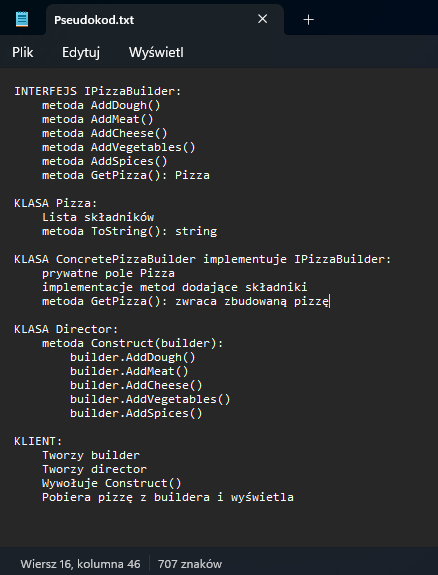 Pseudokod.txt
Plik Edytuj Wyświetl
INTERFEJS IPizzaBuilder:
    metoda AddDough()
    metoda AddMeat()
    metoda AddCheese()
    metoda AddVegetables()
    metoda AddSpices()
    metoda GetPizza(): Pizza

KLASA Pizza:
    Lista składników
    metoda ToString(): string

KLASA ConcretePizzaBuilder implementuje IPizzaBuilder:
    prywatne pole Pizza
    implementacje metod dodające składniki
    metoda GetPizza(): zwraca zbudowaną pizzę

KLASA Director:
    metoda Construct(builder):
        builder.AddDough()
        builder.AddMeat()
        builder.AddCheese()
        builder.AddVegetables()
        builder.AddSpices()

KLIENT:
    Tworzy builder
    Tworzy director
    Wywołuje Construct()
    Pobiera pizzę z buildera i wyświetla
Wiersz 16, kolumna 46 707 znaków